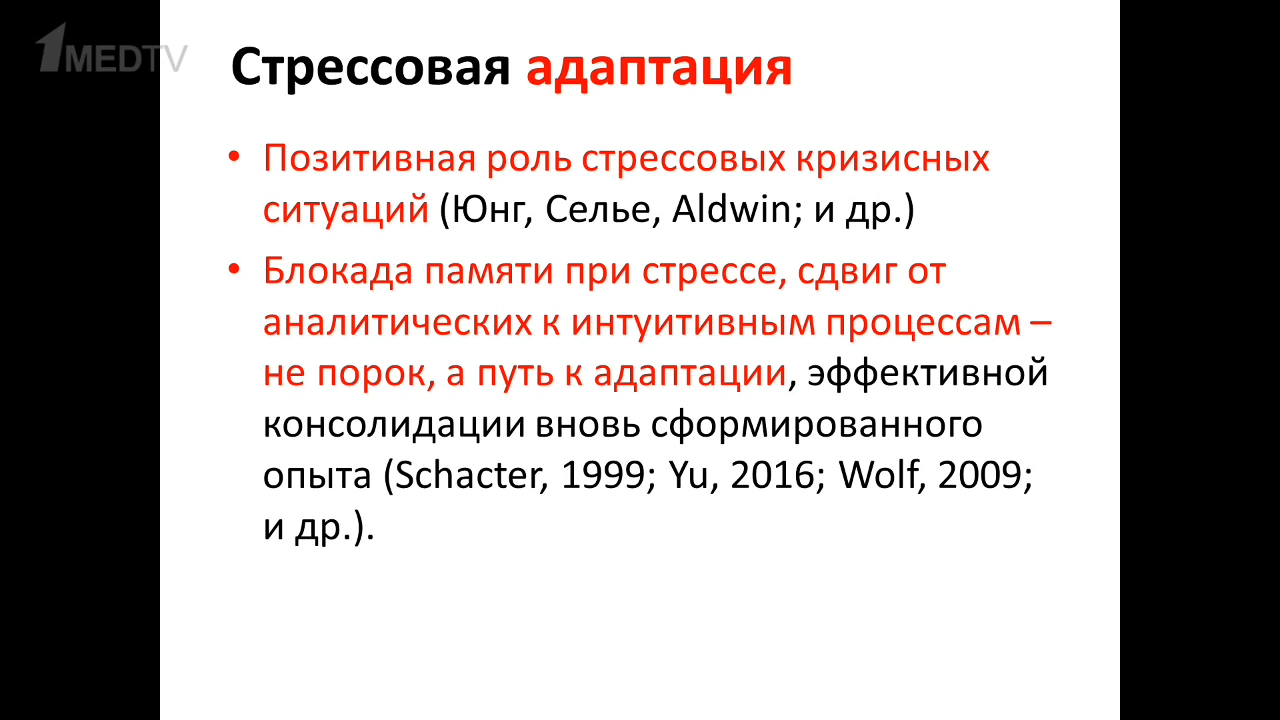 1MEDTV
Стрессовая адаптация
• Позитивная роль стрессовых кризисных
ситуаций (Юнг, Селье, Aldwin; и др.)
• Блокада памяти при стрессе, сдвиг от
аналитических к интуитивным процессам –
не порок, а путь к адаптации, эффективной
консолидации вновь сформированного
опыта (Schacter, 1999; Yu, 2016; Wolf, 2009;
и др.).